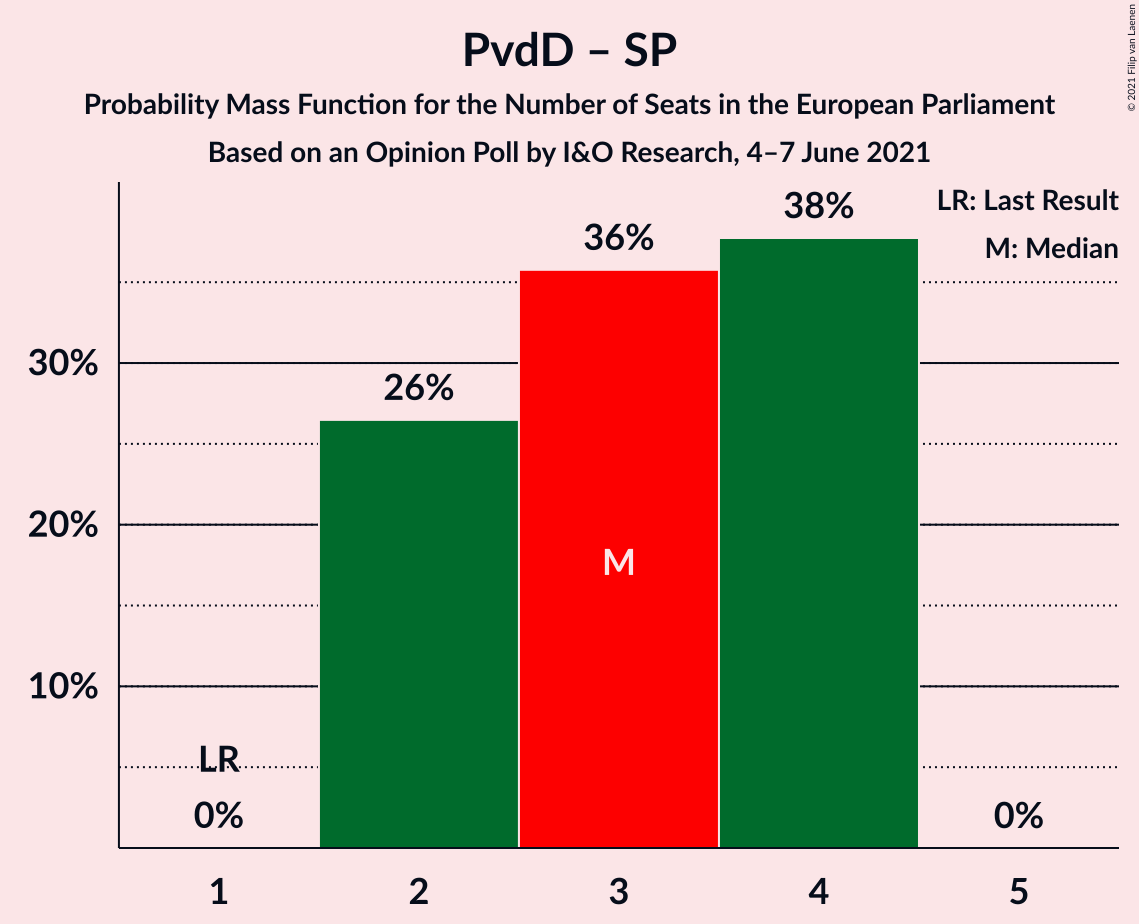 PvdD – SP
Probability Mass Function for the Number of Seats in the European Parliament
Based on an Opinion Poll by I&O Research, 4–7 June 2021
© 2021 Filip van Laenen
LR: Last Result
M: Median
38%
36%
30%
26%
20%
M
10%
LR
0%
0%
1 2 3 4 5